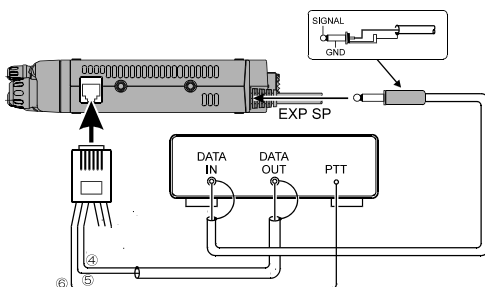 SIGNAL
GND
EXP SP
DATA
IN
DATA
OUT
PTT
④
⑤
⑥